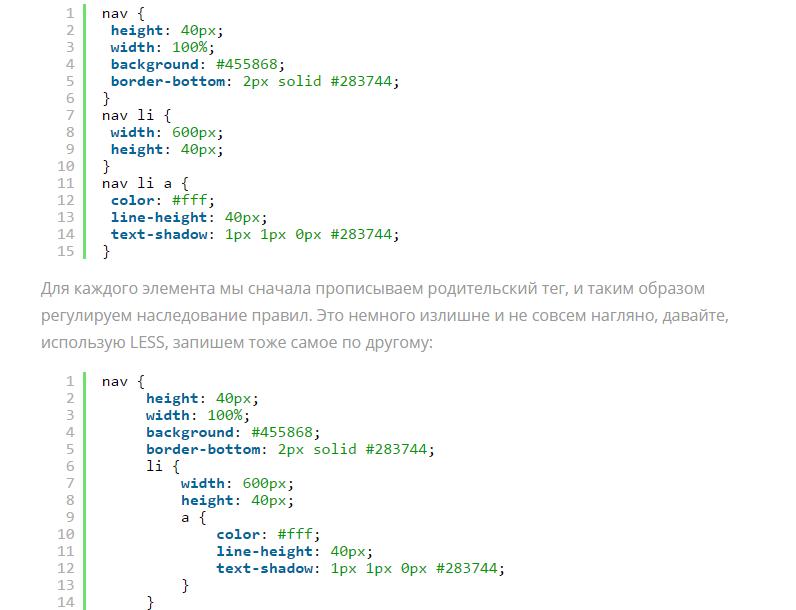 1 nav {
2 height: 40px;
3 width: 100%;
4 background: #455868;
5 border-bottom: 2px solid #283744;
6 }
7 nav li {
8 width: 600px;
9 height: 40px;
10 }
11 nav li a {
12 color: #fff;
13 line-height: 40px;
14 text-shadow: 1px 1px 0px #283744;
15 }
Для каждого элемента мы сначала прописываем родительский тег, и таким образом
регулируем наследование правил. Это немного излишне и не совсем нагляно, давайте,
использую LESS, запишем тоже самое по другому:
1 nav {
2 height: 40px;
3 width: 100%;
4 background: #455868;
5 border-bottom: 2px solid #283744;
6 li {
7 width: 600px;
8 height: 40px;
9 a {
10 color: #fff;
11 line-height: 40px;
12 text-shadow: 1px 1px 0px #283744;
13 }
14 }